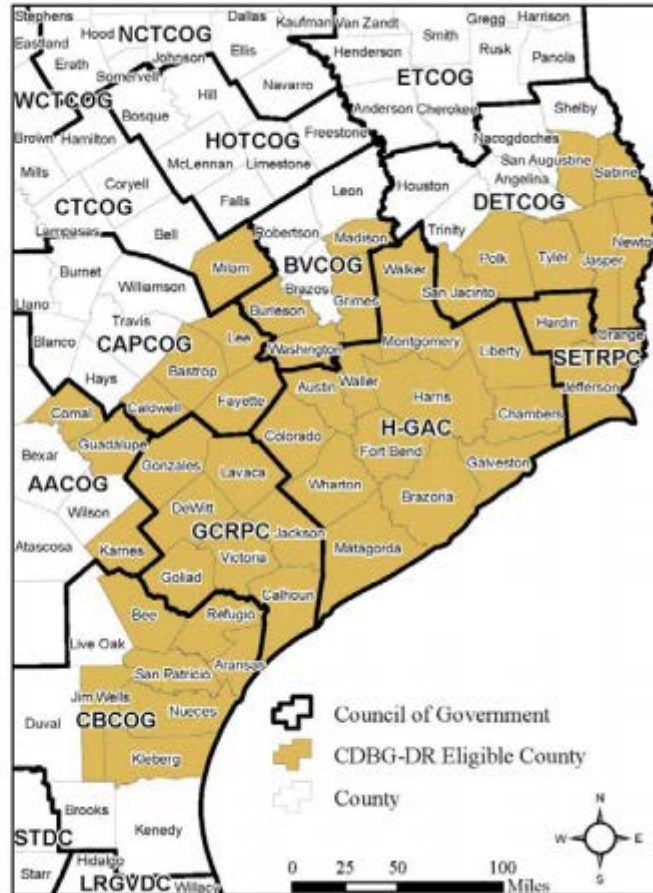 Stephens
Dallas
Kaufman
Van Zandt
Gregg
Harrison
Hood
NCTCOG
Smith
Eastland
Johnson
Ellis
Henderson
Rusk
Erath
Panola
Somervell
Navarro
ETCOG
WCTCOG
Hill
Bosque
Anderson
Cherokee
Shelby
Brown
Hamilton
HOTCOG
Freestone
Nacogdoches
McLennan
Limestone
San Augustine
Mills
Sabine
Coryell
Leon
Houston
Angelina
CTCOG
Falls
DETCOG
Lampasas
Bell
Robertson
Madison
Trinity
Newton
Burnet
Milam
BVCOG
Walker
Polk
Tyler
Jasper
Williamson
Brazos
Llano
Burleson
Grimes
San Jacinto
Travis
Lee
Hardin
Blanco
CAPCOG
Washington
Montgomery
Liberty
Orange
Bastrop
SETRPC
Hays
Austin
Waller
Jefferson
Comal
Caldwell
Fayette
Harris
Chambers
Guadalupe
Colorado
H-GAC
Bexar
Gonzales
Lavaca
Fort Bend
Galveston
AACOG
Wharton
Wilson
DeWitt
Brazoria
GCRPC
Jackson
Atascosa
Karnes
Victoria
Matagorda
Goliad
Calhoun
Bee
Refugio
Live Oak
Aransas
San Patricio
Jim Wells
Nueces
Duval
CBCOG
Kleberg
Council of Government
CDBG-DR Eligible County
County
Brooks
Kenedy
STDC
Hidalgo
Starr
LRGVDC
Willacy
N
W
E
S
0 25 50 100
Miles